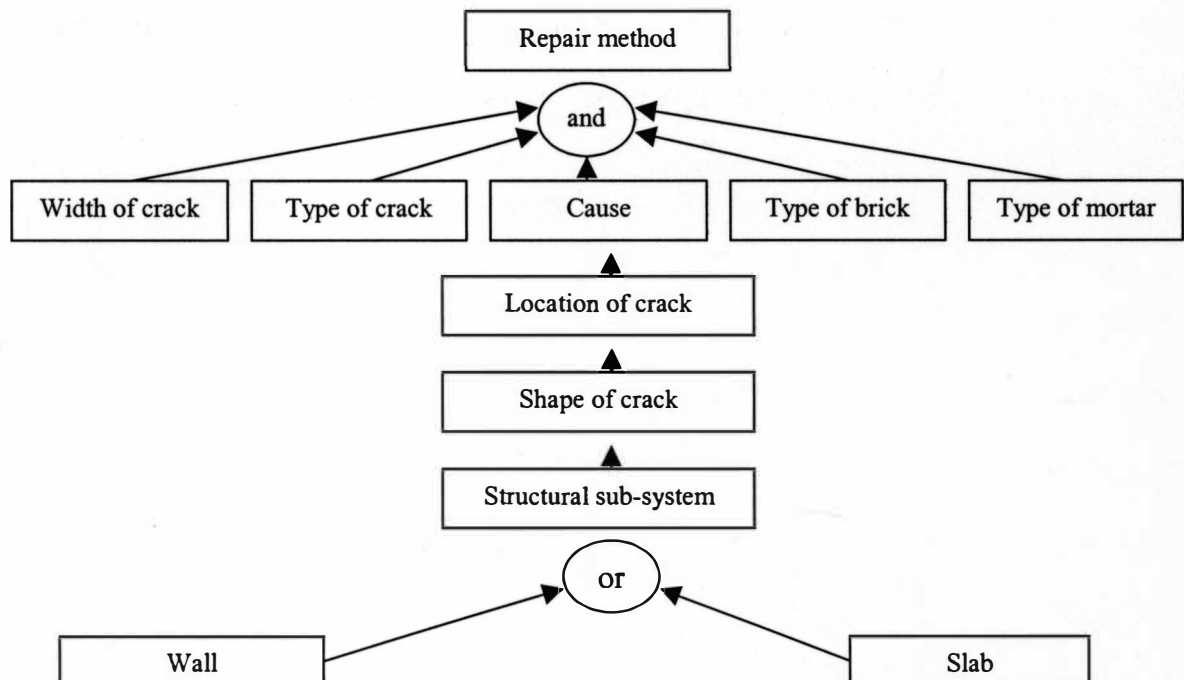 Repair method
and
Width of crack
Type of crack
Cause
Type of brick
Type of mortar
Location of crack
Shape of crack
Structural sub-system
or
Wall
Slab